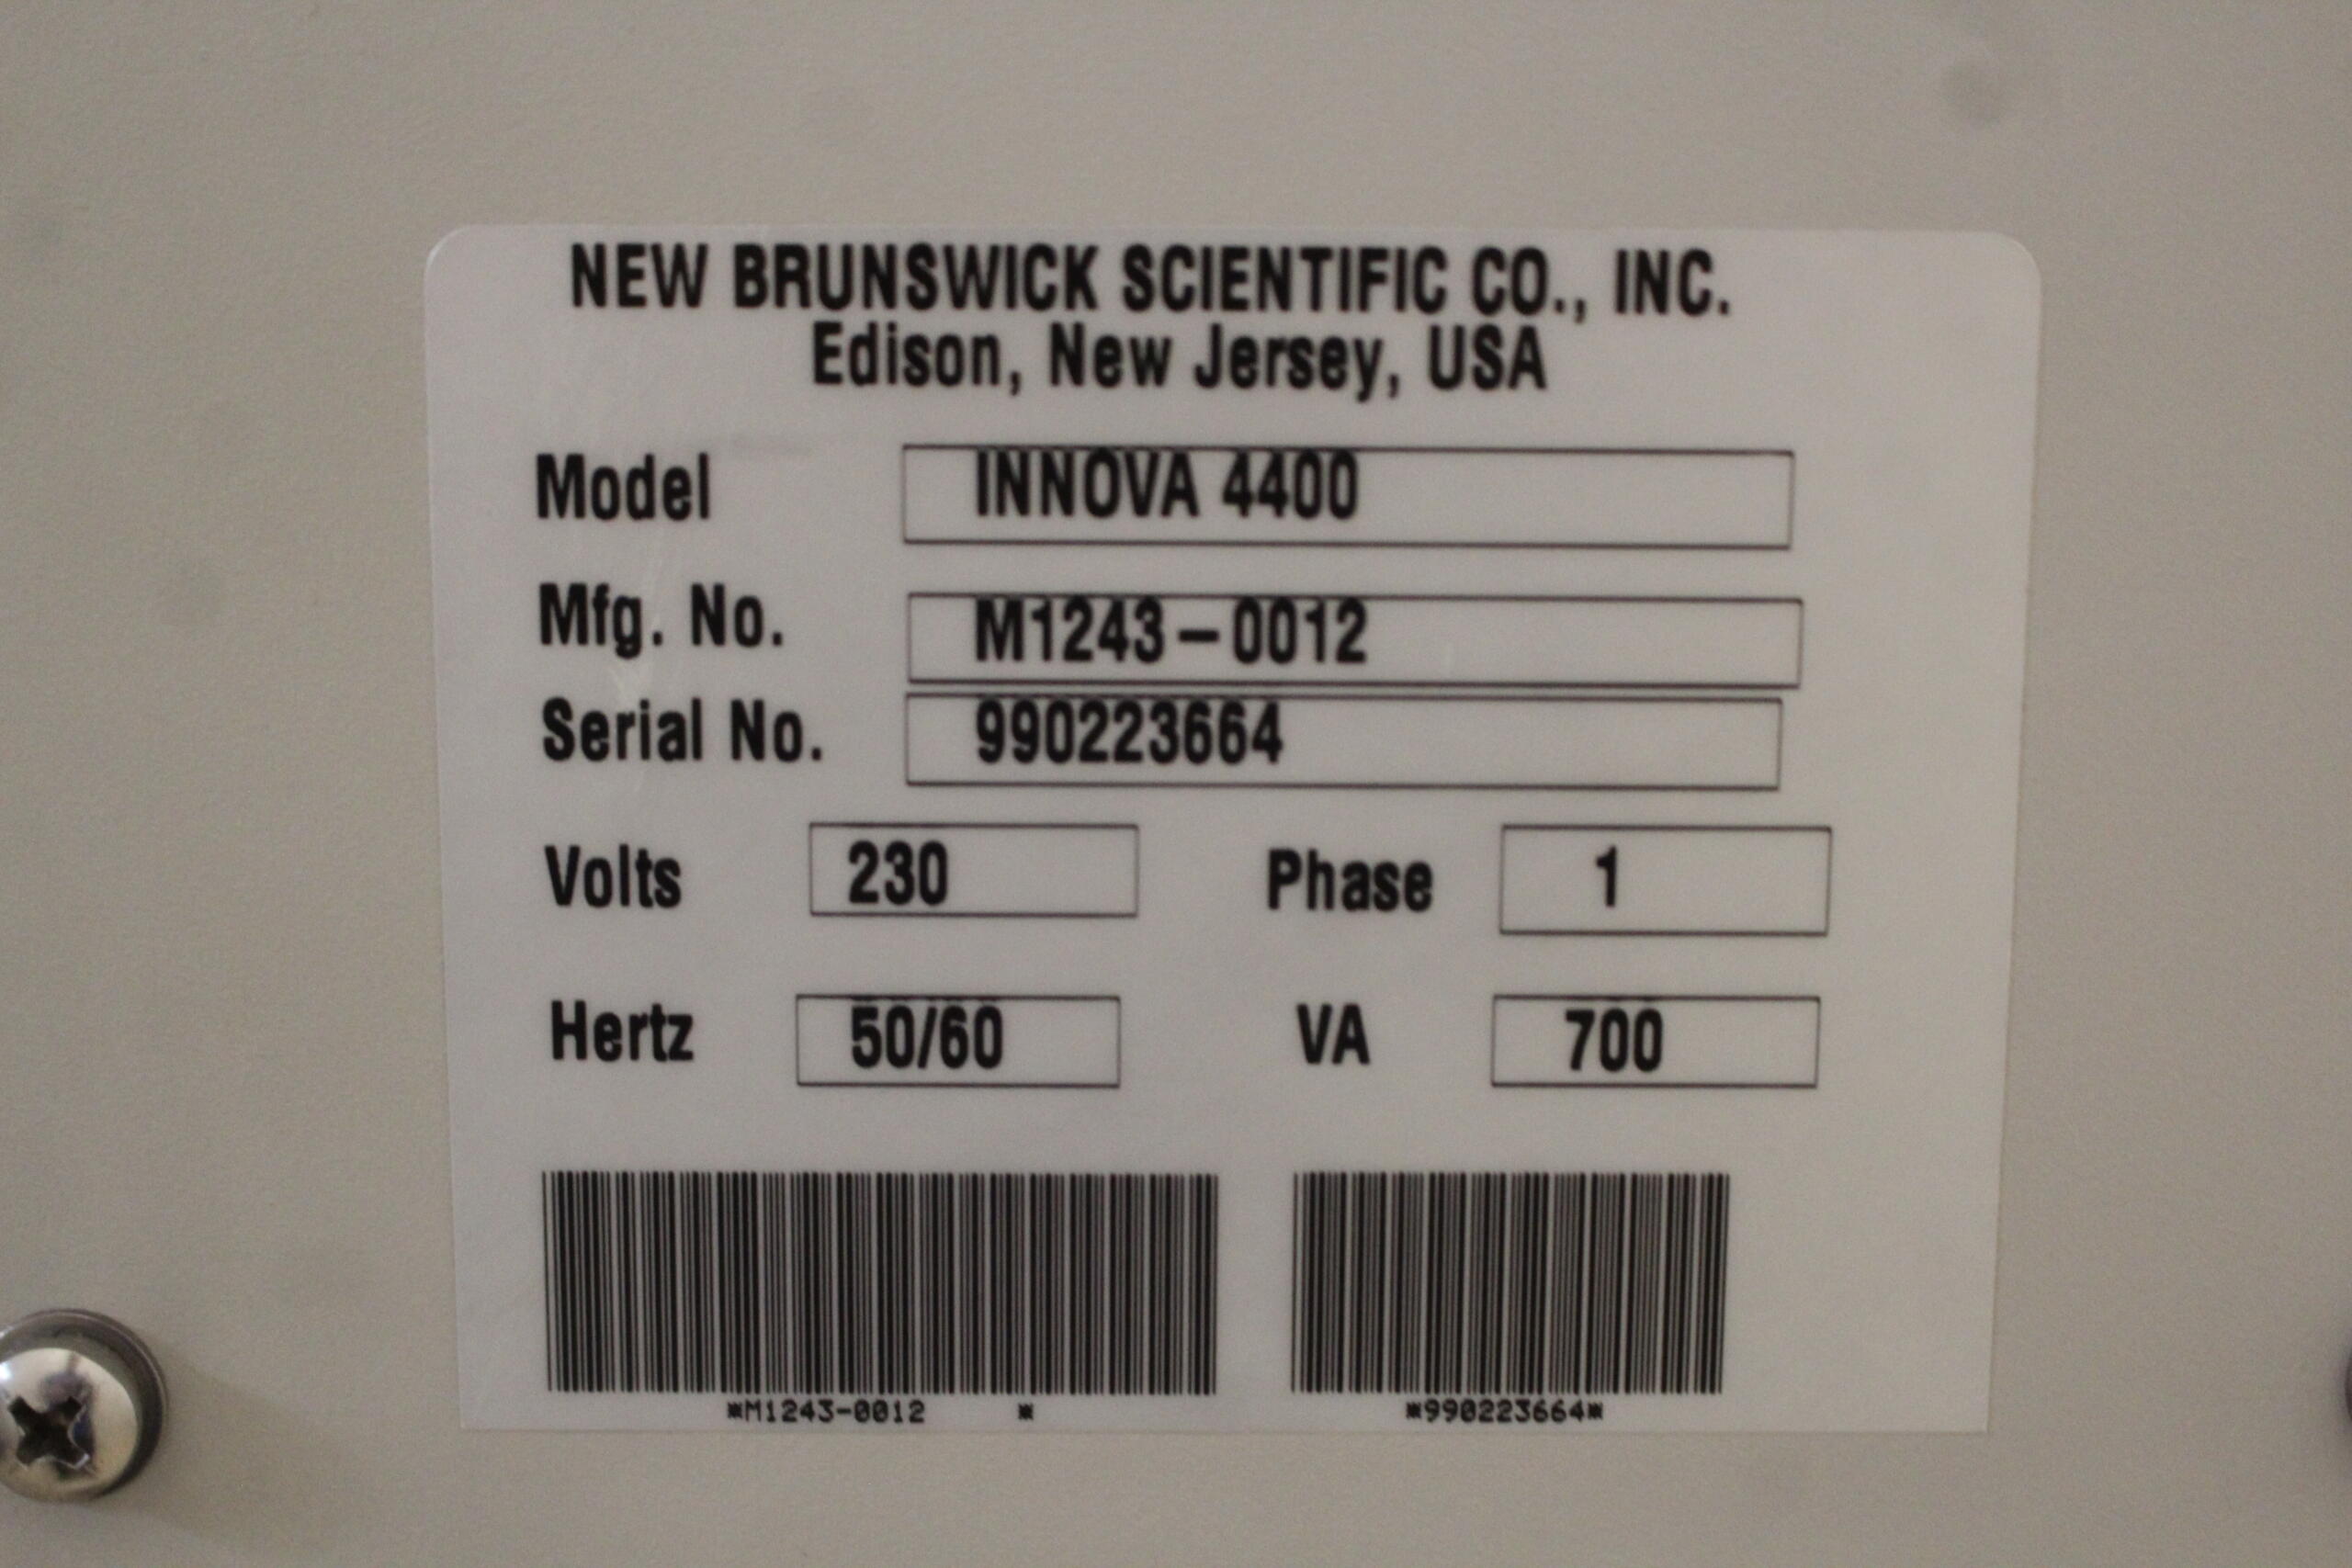 NEW BRUNSWICK SCIENTIFIC CO., INC.
Edison, New Jersey, USA
Model INNOVA 4400
Mfg. No. M1243-0012
Serial No. 990223664
Volts 230 Phase 1
Hertz 50/60 VA 700
*M1243-0012 * *990223664*